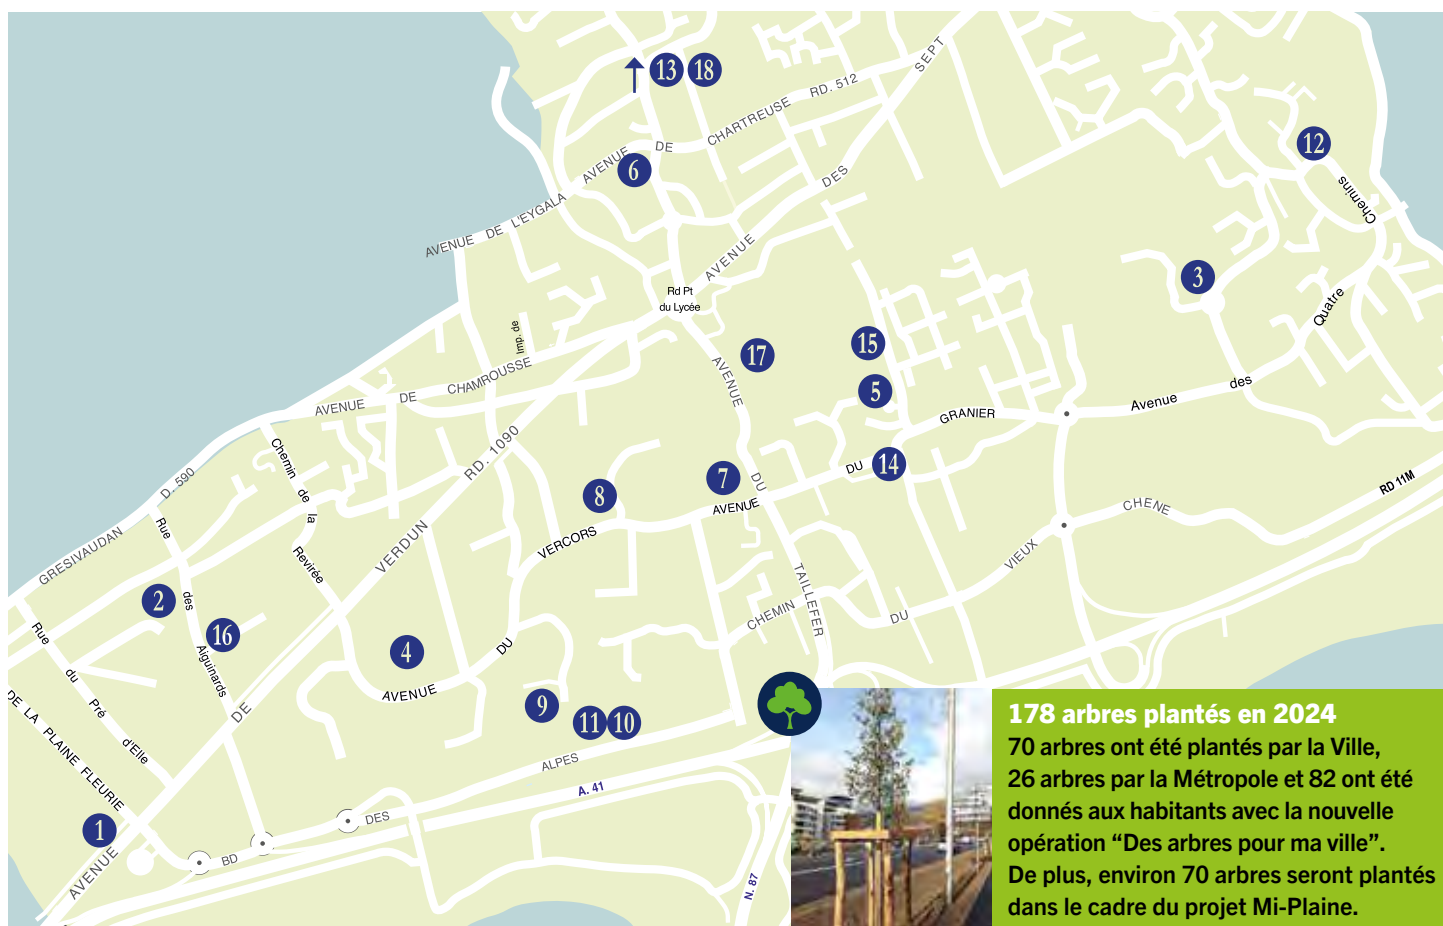 13
18
SEPT
RD. 512
CHARTREUSE
DE
AVENUE
6
12
Chemins
DES
AVENUE DE L'EYGALA
AVENUE
3
Rd Pt
du Lycée
Quatre
Imp. de
17
15
AVENUE
5
des
Avenue
CHAMROUSSE
DE
AVENUE
GRANIER
DU
14
RD. 1090
Chemin de la
Revirée
D. 590
GRESIVAUDAN
Rue
des
Aiguinards
7
DU
AVENUE
8
VERCORS
RD 11M
CHENE
VIEUX
DU
CHEMIN
VERDUN
TAILLEFER
2
16
4
AVENUE
DU
Rue
du
Pré
d'Elle
DE LA PLAINE FLEURIE
DE
9
11
10
ALPES
A. 41
DES
BD
1
AVENUE
N. 87
178 arbres plantés en 2024
70 arbres ont été plantés par la Ville,
26 arbres par la Métropole et 82 ont été
donnés aux habitants avec la nouvelle
opération “Des arbres pour ma ville”.
De plus, environ 70 arbres seront plantés
dans le cadre du projet Mi-Plaine.